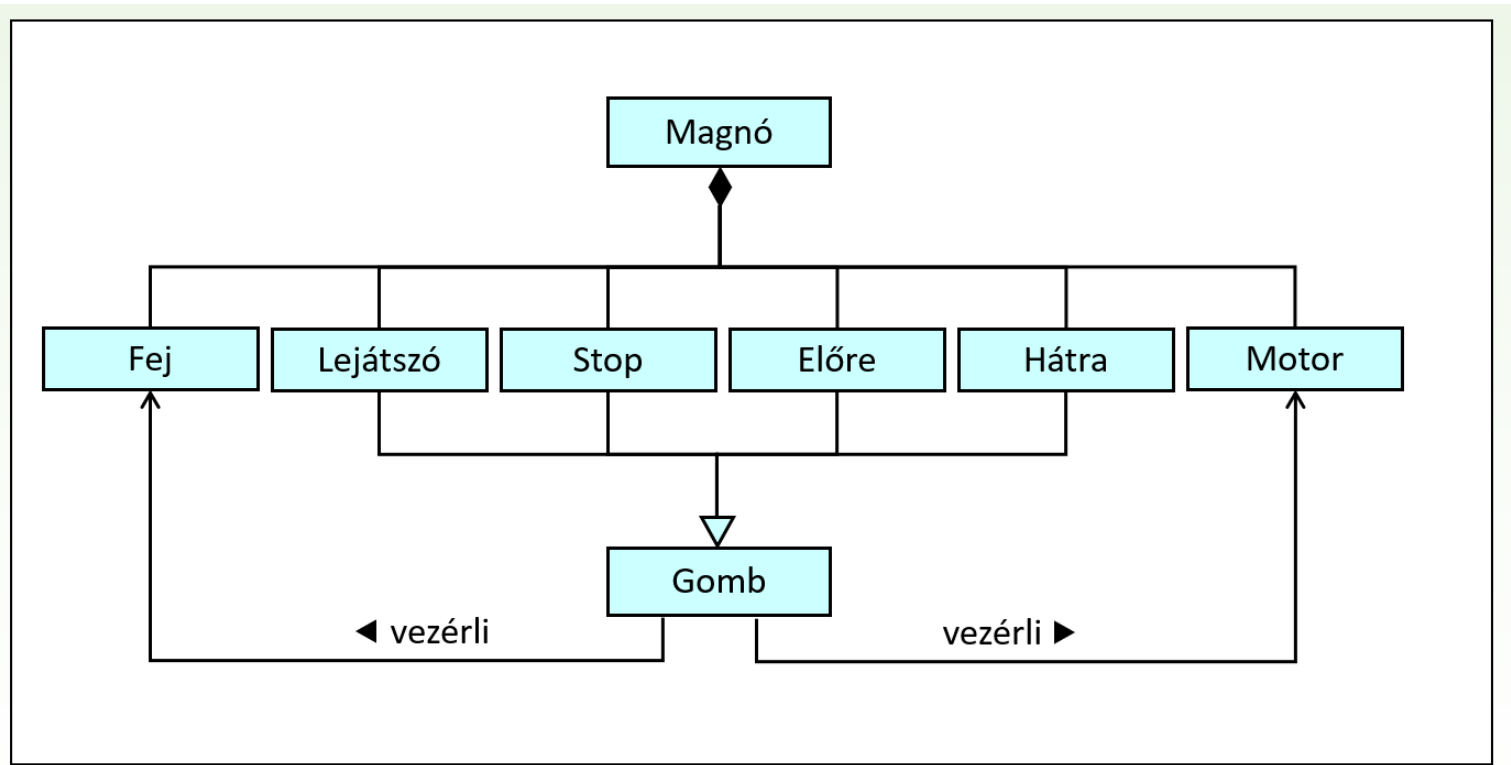 Magnó
Fej
Lejátszó
Stop
Előre
Hátra
Motor
Gomb
◀ vezérli
vezérli ▶